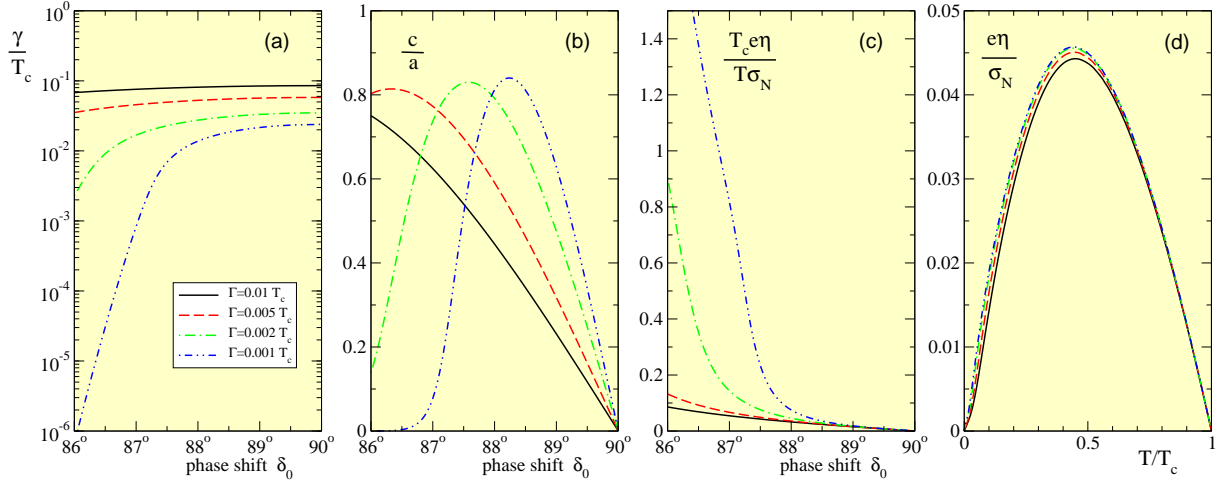 γ
T_c
(a)
10^0
10^-1
10^-2
10^-3
10^-4
10^-5
10^-6
Γ=0.01 T_c
Γ=0.005 T_c
Γ=0.002 T_c
Γ=0.001 T_c
86° 87° 88° 89° 90°
phase shift δ_0
c
a
(b)
1
0.8
0.6
0.4
0.2
0
86° 87° 88° 89° 90°
phase shift δ_0
T_c eη
Tσ_N
(c)
1.4
1.2
1.0
0.8
0.6
0.4
0.2
0.0
86° 87° 88° 89° 90°
phase shift δ_0
eη
σ_N
(d)
0.05
0.04
0.03
0.02
0.01
0.00
0 0.5 1
T/T_c